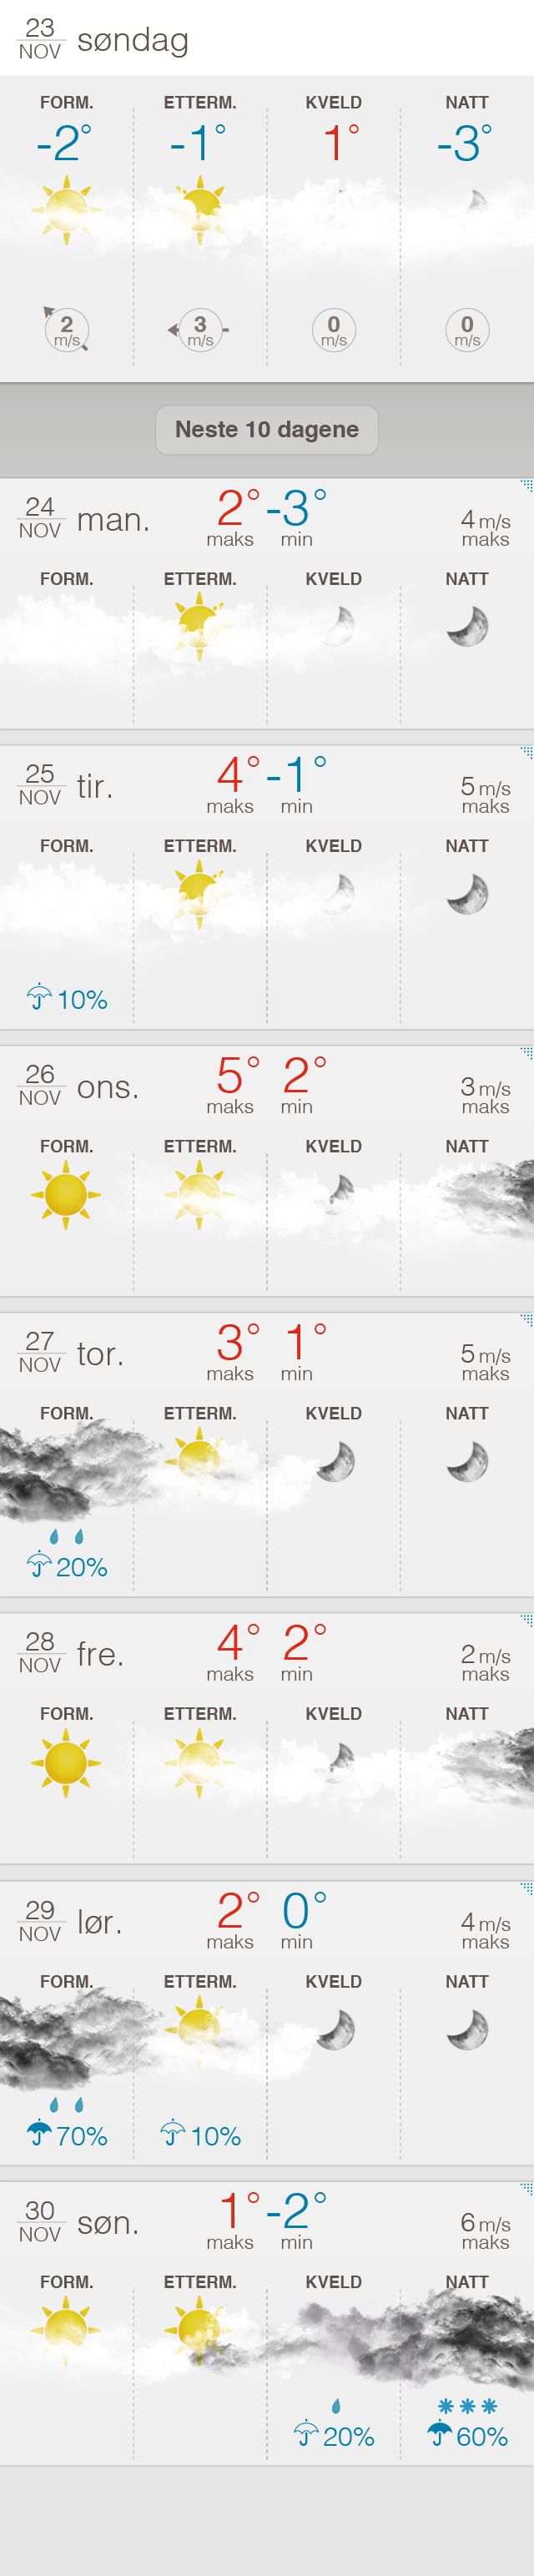 23
NOV
søndag
FORM. ETTERM. KVELD NATT
-2° -1° 1° -3°
2 3 0 0
m/s m/s m/s m/s
Neste 10 dagene
24
NOV
man.
2° -3°
maks min
4 m/s
maks
FORM. ETTERM. KVELD NATT
25
NOV
tir.
4° -1°
maks min
5 m/s
maks
FORM. ETTERM. KVELD NATT
10%
26
NOV
ons.
5° 2°
maks min
3 m/s
maks
FORM. ETTERM. KVELD NATT
27
NOV
tor.
3° 1°
maks min
5 m/s
maks
FORM. ETTERM. KVELD NATT
20%
28
NOV
fre.
4° 2°
maks min
2 m/s
maks
FORM. ETTERM. KVELD NATT
29
NOV
lør.
2° 0°
maks min
4 m/s
maks
FORM. ETTERM. KVELD NATT
70% 10%
30
NOV
søn.
1° -2°
maks min
6 m/s
maks
FORM. ETTERM. KVELD NATT
20% 60%